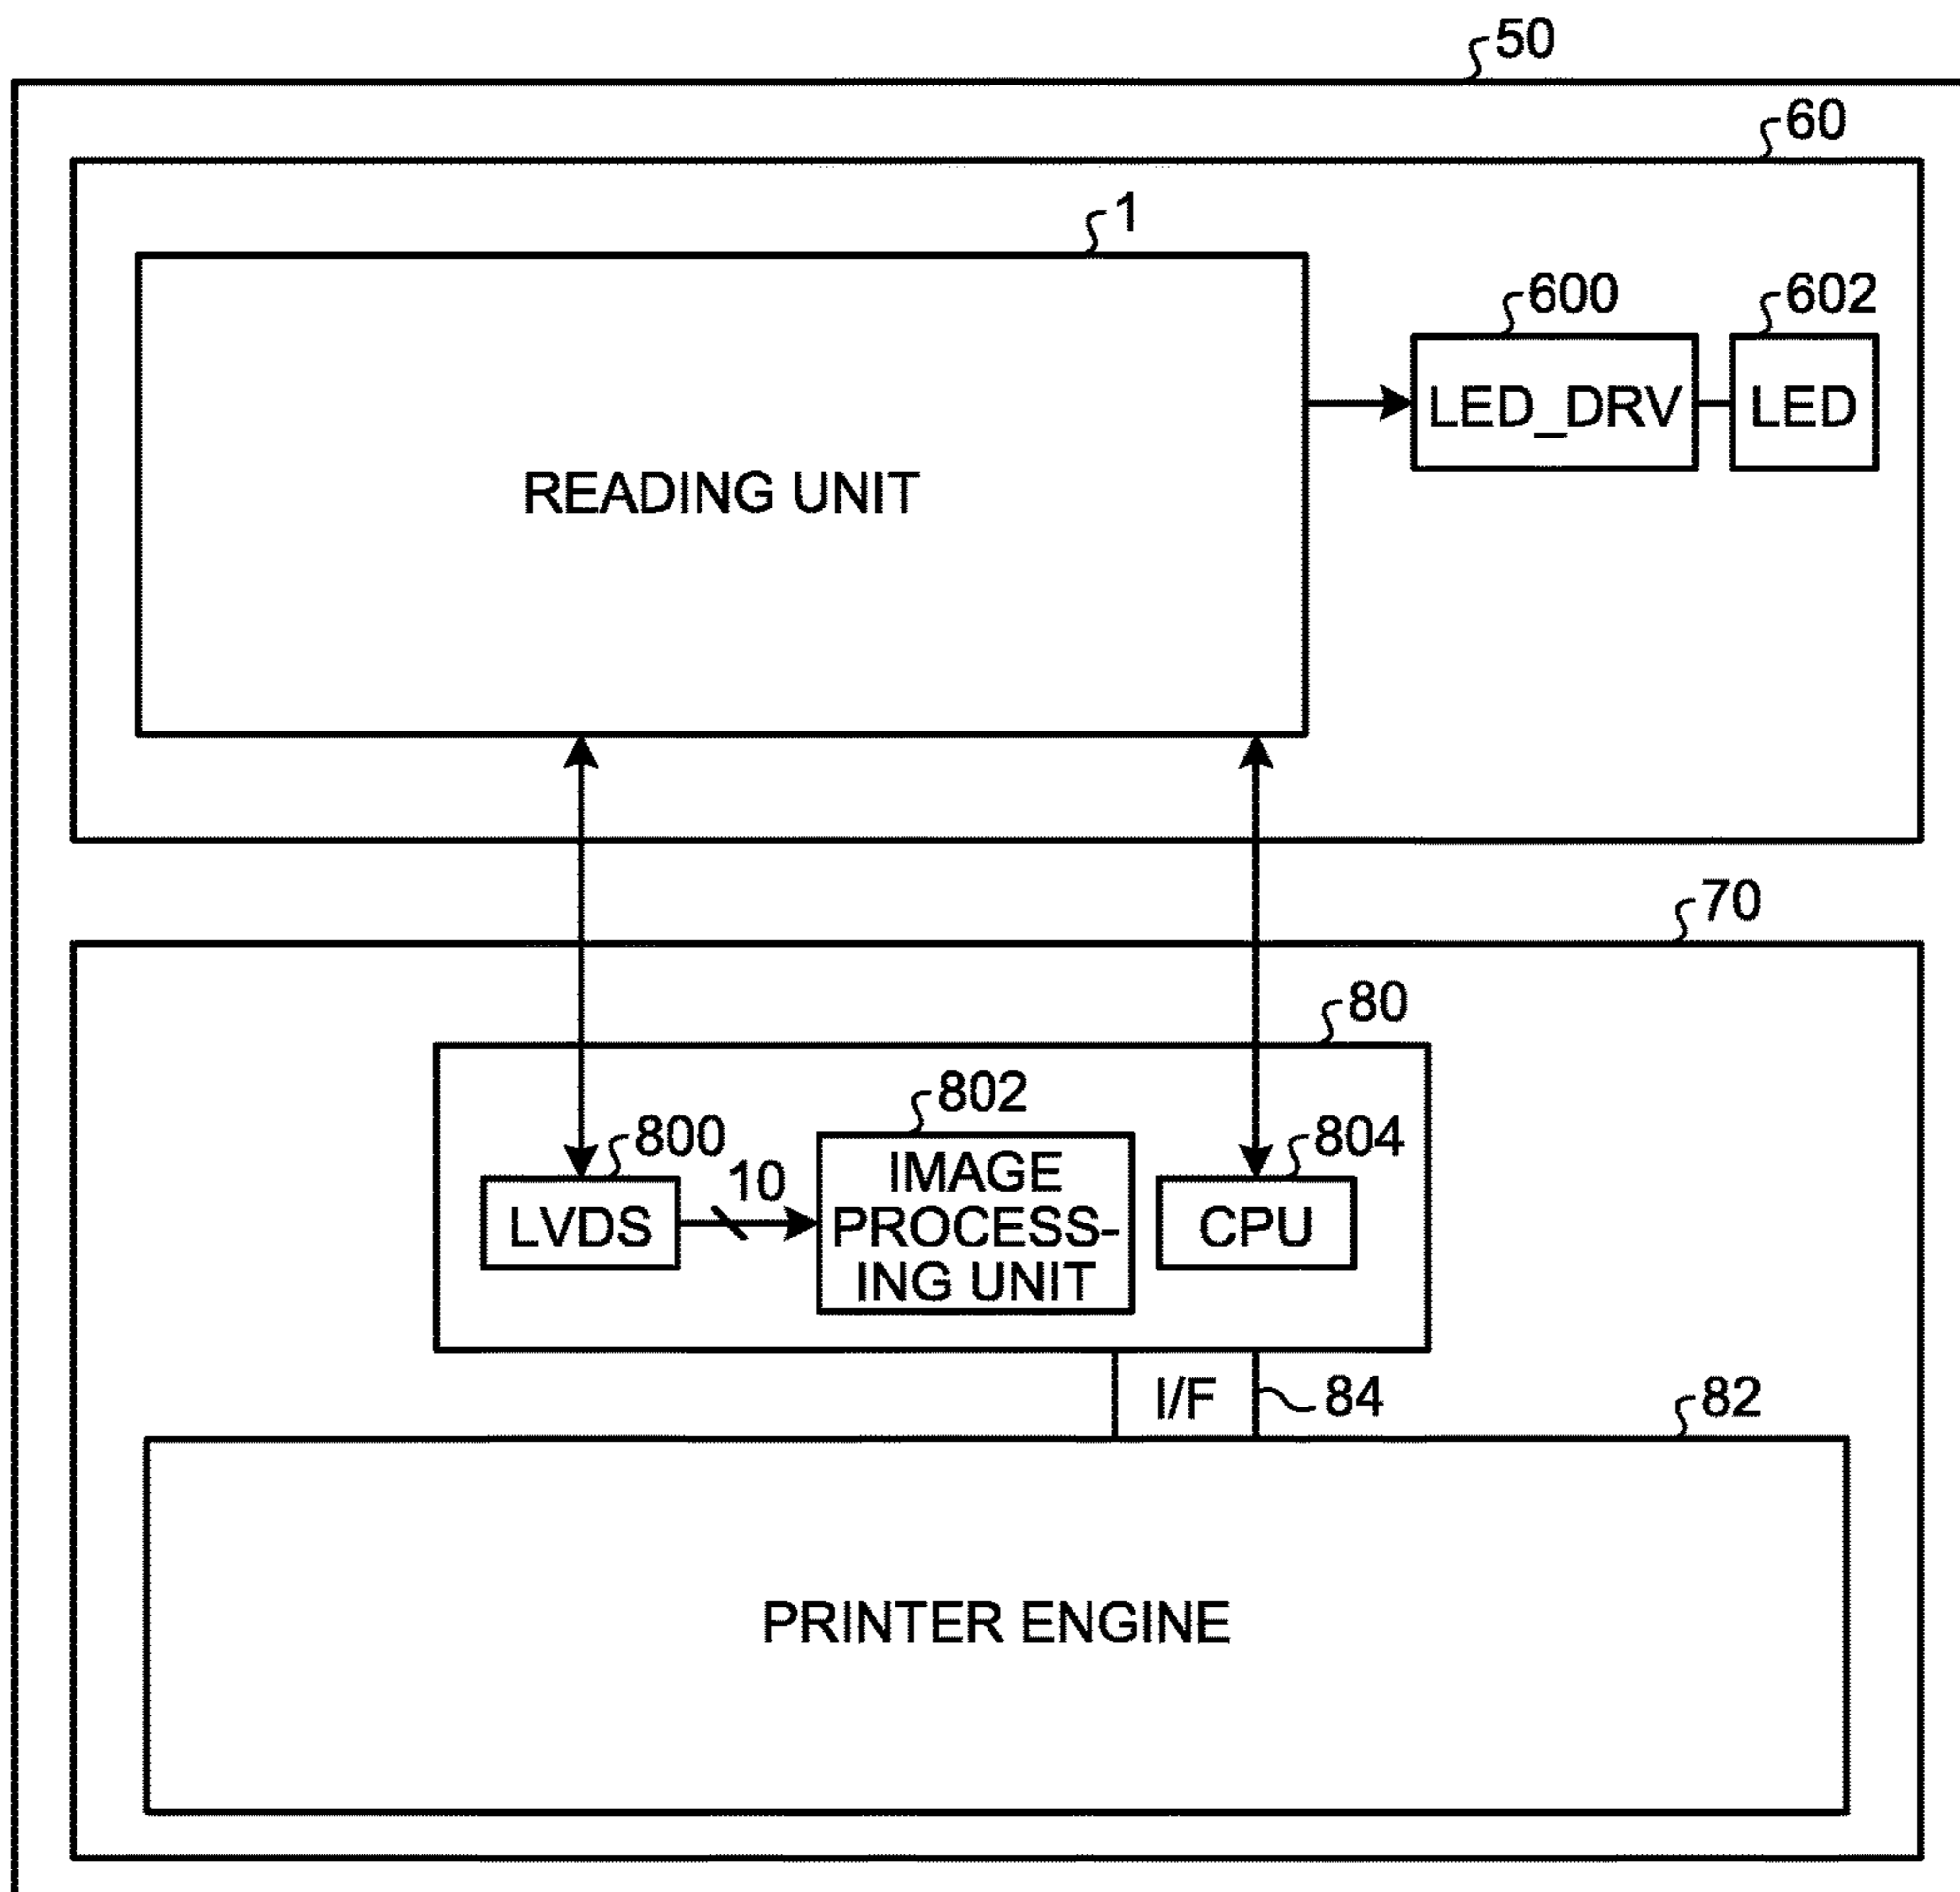 50
60
1
600
602
READING UNIT
LED_DRV
LED
70
80
800
10
802
804
LVDS
IMAGE
PROCESS-
ING UNIT
CPU
I/F
84
82
PRINTER ENGINE